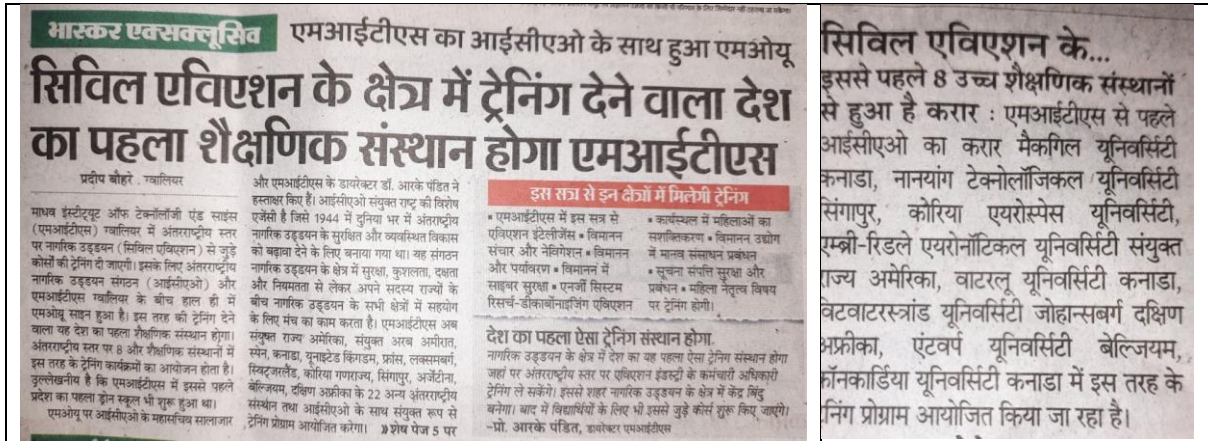 भास्कर एक्सक्लूसिव
एमआईटीएस का आईसीएओ के साथ हुआ एमओयू
सिविल एविएशन के क्षेत्र में ट्रेनिंग देने वाला देश
का पहला शैक्षणिक संस्थान होगा एमआईटीएस
प्रदीप बौहरे . ग्वालियर
माधव इंस्टीट्यूट ऑफ टेक्नोलॉजी एंड साइंस
(एमआईटीएस) ग्वालियर में अंतरराष्ट्रीय स्तर
पर नागरिक उड्डयन (सिविल एविएशन) से जुड़े
कोर्सों की ट्रेनिंग दी जाएगी। इसके लिए अंतरराष्ट्रीय
नागरिक उड्डयन संगठन (आईसीएओ) और
एमआईटीएस ग्वालियर के बीच हाल ही में
एमओयू साइन हुआ है। इस तरह की ट्रेनिंग देने
वाला यह देश का पहला शैक्षणिक संस्थान होगा।
अंतरराष्ट्रीय स्तर पर 8 और शैक्षणिक संस्थानों में
इस तरह के ट्रेनिंग कार्यक्रमों का आयोजन होता है।
उल्लेखनीय है कि एमआईटीएस में इससे पहले
प्रदेश का पहला ड्रोन स्कूल भी शुरू हुआ था।
एमओयू पर आईसीएओ के महासचिव सालाजार
और एमआईटीएस के डायरेक्टर डॉ. आरके पंडित ने
हस्ताक्षर किए हैं। आईसीएओ संयुक्त राष्ट्र की विशेष
एजेंसी है जिसे 1944 में दुनिया भर में अंतराष्ट्रीय
नागरिक उड्डयन के सुरक्षित और व्यवस्थित विकास
को बढ़ावा देने के लिए बनाया गया था। यह संगठन
नागरिक उड्डयन के क्षेत्र में सुरक्षा, कुशलता, दक्षता
और नियमतता से लेकर अपने सदस्य राज्यों के
बीच नागरिक उड्डयन के सभी क्षेत्रों में सहयोग
के लिए मंच का काम करता है। एमआईटीएस अब
संयुक्त राज्य अमेरिका, संयुक्त अरब अमीरात,
स्पेन, कनाडा, यूनाइटेड किंगडम, फ्रांस, लक्समबर्ग,
स्विट्जरलैंड, कोरिया गणराज्य, सिंगापुर, अर्जेंटीना,
बेल्जियम, दक्षिण अफ्रीका के 22 अन्य अंतरराष्ट्रीय
संस्थान तथा आईसीएओ के साथ संयुक्त रूप से
ट्रेनिंग प्रोग्राम आयोजित करेगा। »शेष पेज 5 पर
इस सत्र से इन क्षेत्रों में मिलेगी ट्रेनिंग
▪ एमआईटीएस में इस सत्र से
एविएशन इंटेलीजेंस ▪ विमानन
संचार और नेविगेशन ▪ विमानन
और पर्यावरण ▪ विमानन में
साइबर सुरक्षा ▪ एनर्जी सिस्टम
रिसर्च-डीकार्बोनाइजिंग एविएशन
▪ कार्यस्थल में महिलाओं का
सशक्तिकरण ▪ विमानन उद्योग
में मानव संसाधन प्रबंधन
▪ सूचना संपत्ति सुरक्षा और
प्रबंधन ▪ महिला नेतृत्व विषय
पर ट्रेनिंग होगी।
देश का पहला ऐसा ट्रेनिंग संस्थान होगा
नागरिक उड्डयन के क्षेत्र में देश का यह पहला ऐसा ट्रेनिंग संस्थान होगा
जहां पर अंतरराष्ट्रीय स्तर पर एविएशन इंडस्ट्री के कर्मचारी अधिकारी
ट्रेनिंग ले सकेंगे। इससे शहर नागरिक उड्डयन के क्षेत्र में केंद्र बिंदु
बनेगा। बाद में विद्यार्थियों के लिए भी इससे जुड़े कोर्स शुरू किए जाएंगे।
-प्रो. आरके पंडित, डायरेक्टर एमआईटीएस
सिविल एविएशन के...
इससे पहले 8 उच्च शैक्षणिक संस्थानों
से हुआ है करार : एमआईटीएस से पहले
आईसीएओ का करार मैकगिल यूनिवर्सिटी
कनाडा, नानयांग टेक्नोलॉजिकल यूनिवर्सिटी
सिंगापुर, कोरिया एयरोस्पेस यूनिवर्सिटी,
एम्ब्री-रिडले एयरोनॉटिकल यूनिवर्सिटी संयुक्त
राज्य अमेरिका, वाटरलू यूनिवर्सिटी कनाडा,
वेटवाटरस्ट्रांड यूनिवर्सिटी जोहान्सबर्ग दक्षिण
अफ्रीका, एंटवर्प यूनिवर्सिटी बेल्जियम,
कॉनकार्डिया यूनिवर्सिटी कनाडा में इस तरह के
निंग प्रोग्राम आयोजित किया जा रहा है।